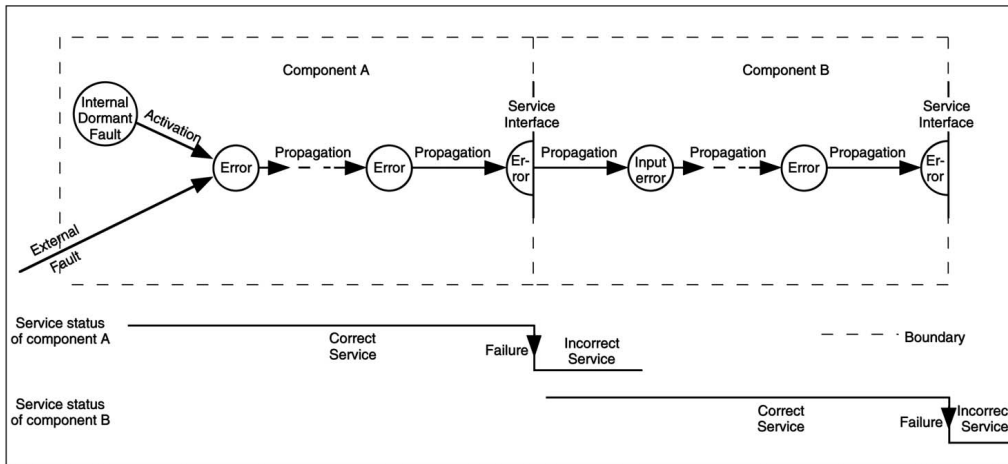 Component A
Component B
Internal
Dormant
Fault
Activation
Service
Interface
Service
Interface
Error
Propagation
Error
Propagation
Er-
ror
Propagation
Input
error
Propagation
Error
Propagation
Er-
ror
External
Fault
Service status
of component A
Correct
Service
Failure
Incorrect
Service
Boundary
Service status
of component B
Correct
Service
Failure
Incorrect
Service